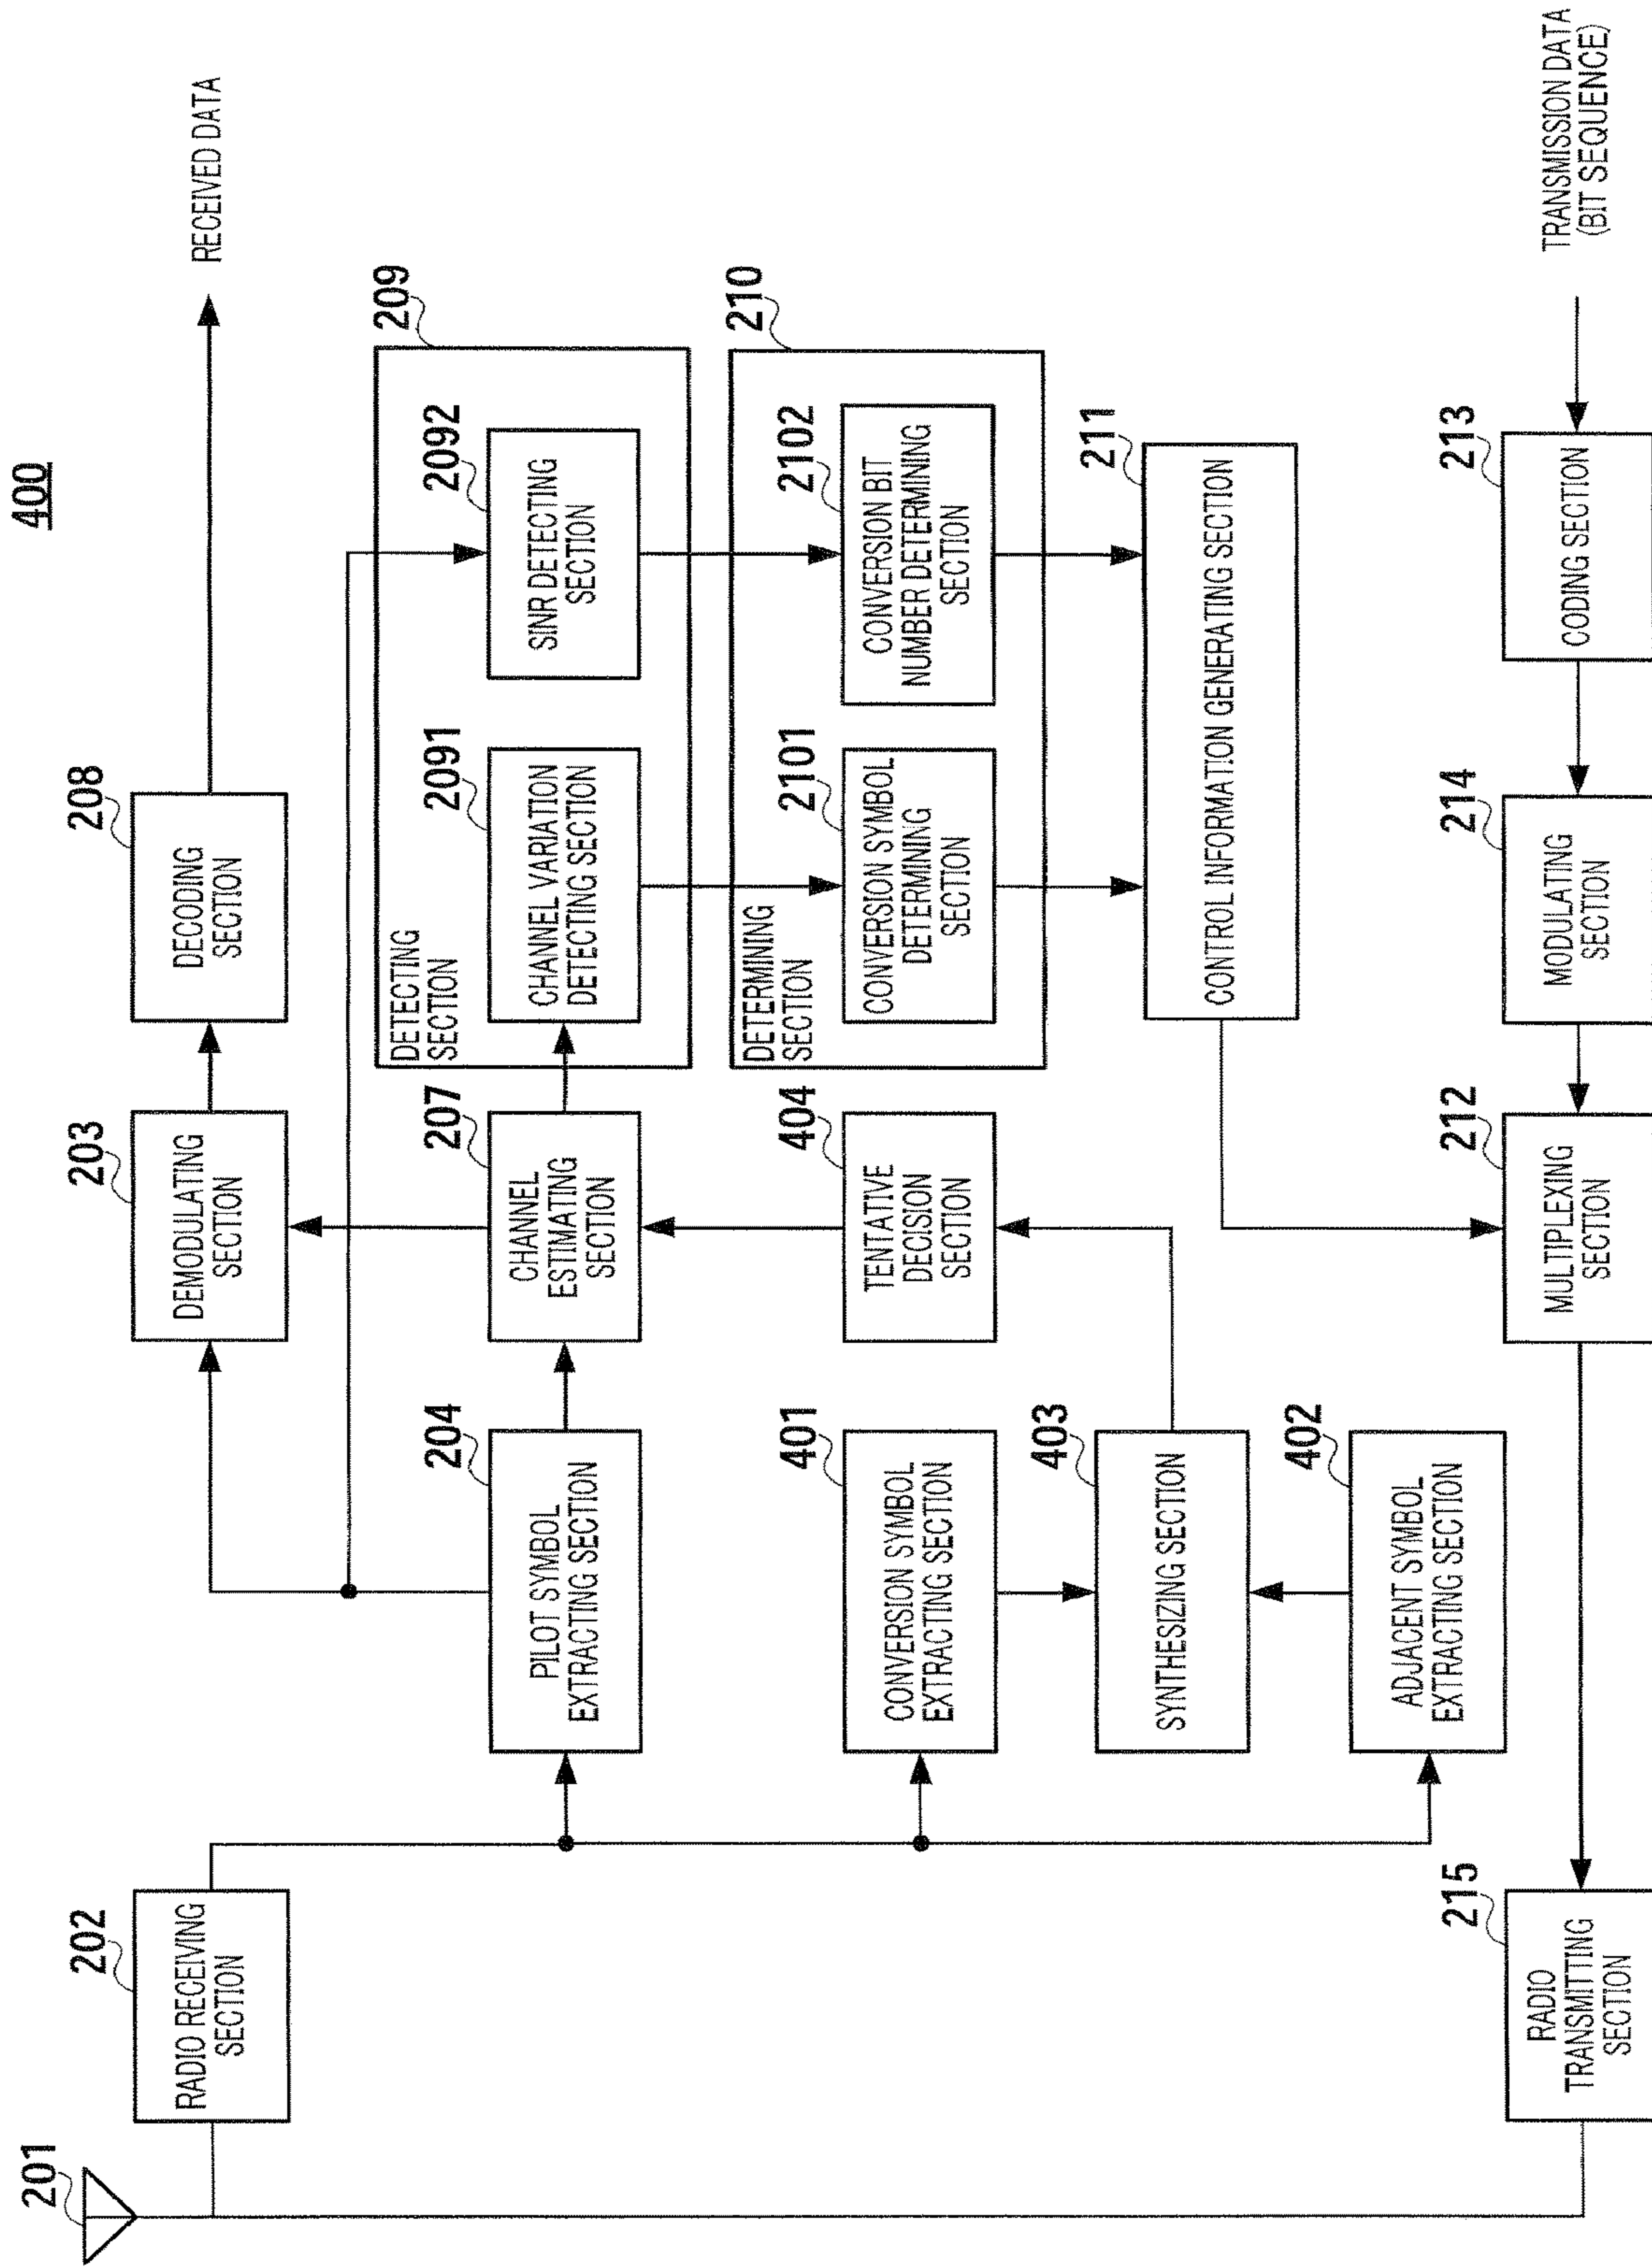 400
201
202
RADIO RECEIVING
SECTION
203
DEMODULATING
SECTION
208
DECODING
SECTION
RECEIVED DATA
204
PILOT SYMBOL
EXTRACTING SECTION
207
CHANNEL
ESTIMATING
SECTION
209
DETECTING
SECTION
2091
CHANNEL VARIATION
DETECTING SECTION
2092
SINR DETECTING
SECTION
401
CONVERSION SYMBOL
EXTRACTING SECTION
404
TENTATIVE
DECISION
SECTION
210
DETERMINING
SECTION
2101
CONVERSION SYMBOL
DETERMINING
SECTION
2102
CONVERSION BIT
NUMBER DETERMINING
SECTION
403
SYNTHESIZING SECTION
211
CONTROL INFORMATION GENERATING SECTION
402
ADJACENT SYMBOL
EXTRACTING SECTION
215
RADIO
TRANSMITTING
SECTION
212
MULTIPLEXING
SECTION
214
MODULATING
SECTION
213
CODING SECTION
TRANSMISSION DATA
(BIT SEQUENCE)